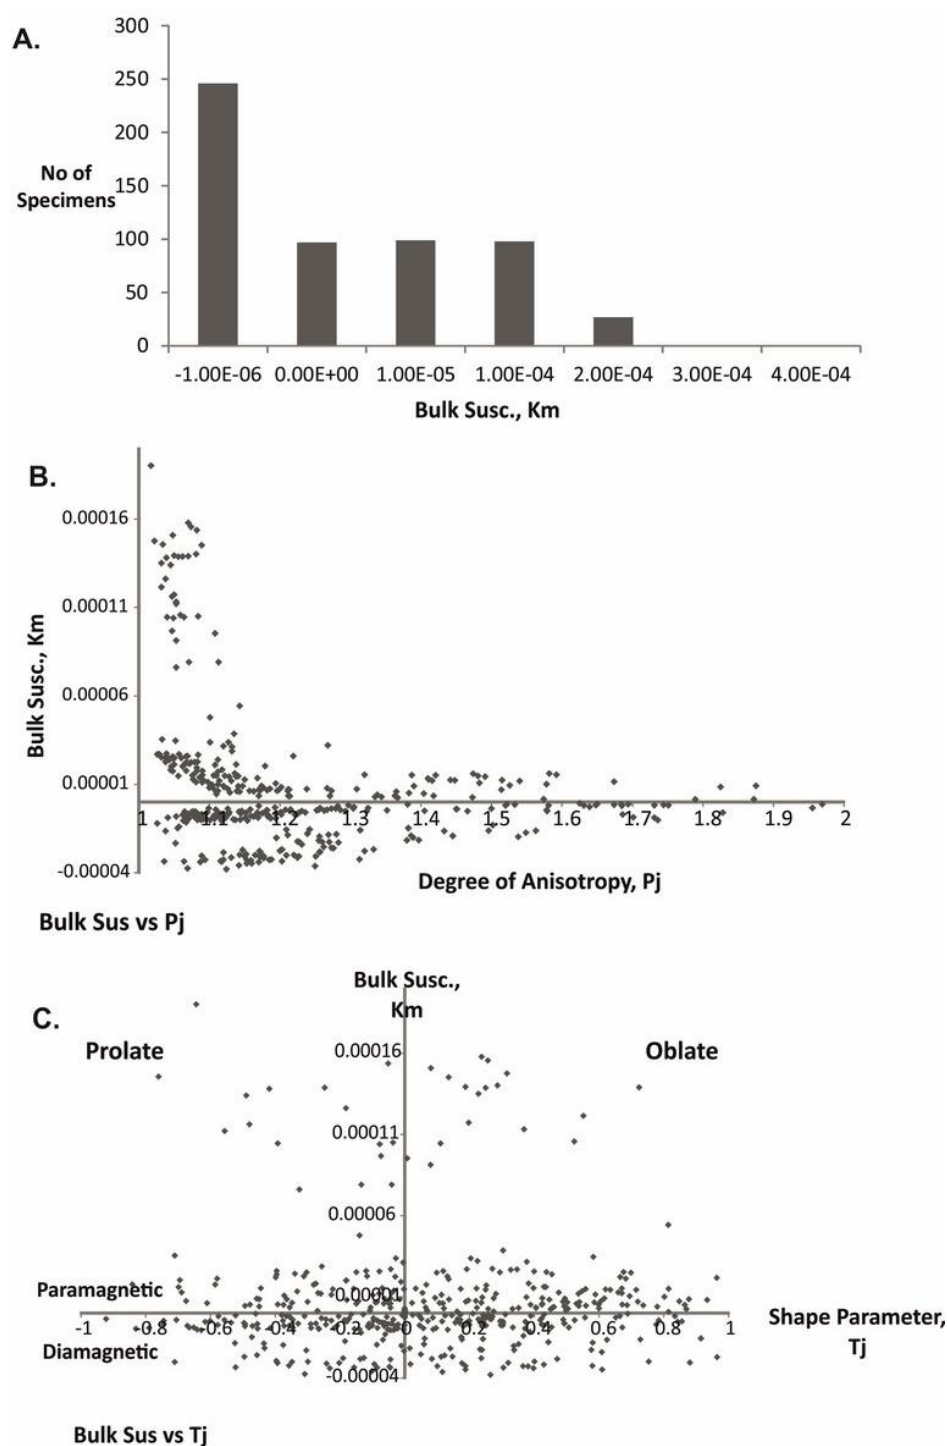 A.
300
250
200
150
100
50
0
No of
Specimens
-1.00E-06 0.00E+00 1.00E-05 1.00E-04 2.00E-04 3.00E-04 4.00E-04
Bulk Susc., Km
B.
0.00016
0.00011
0.00006
0.00001
-0.00004
Bulk Susc., Km
1 1.1 1.2 1.3 1.4 1.5 1.6 1.7 1.8 1.9 2
Degree of Anisotropy, Pj
Bulk Sus vs Pj
Bulk Susc.,
Km
C.
Prolate
Oblate
0.00016
0.00011
0.00006
0.00001
-0.00004
Paramagnetic
Diamagnetic
-1 -0.8 -0.6 -0.4 -0.2 0 0.2 0.4 0.6 0.8 1
Shape Parameter,
Tj
Bulk Sus vs Tj